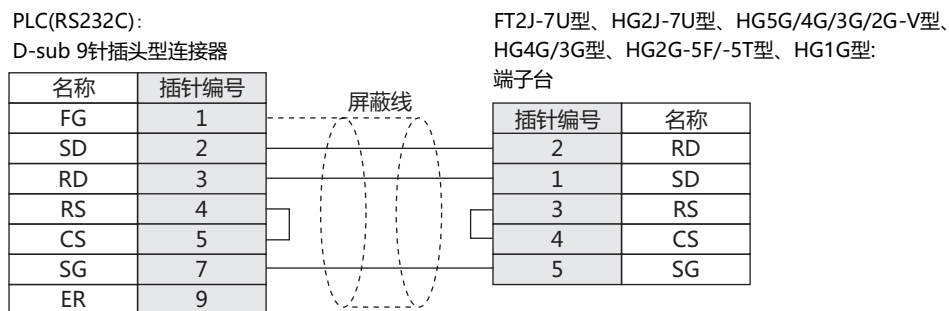 PLC(RS232C):
D-sub 9针插头型连接器
名称 插针编号
FG 1
SD 2
RD 3
RS 4
CS 5
SG 7
ER 9
屏蔽线
FT2J-7U型、HG2J-7U型、HG5G/4G/3G/2G-V型、
HG4G/3G型、HG2G-5F/-5T型、HG1G型:
端子台
插针编号 名称
2 RD
1 SD
3 RS
4 CS
5 SG